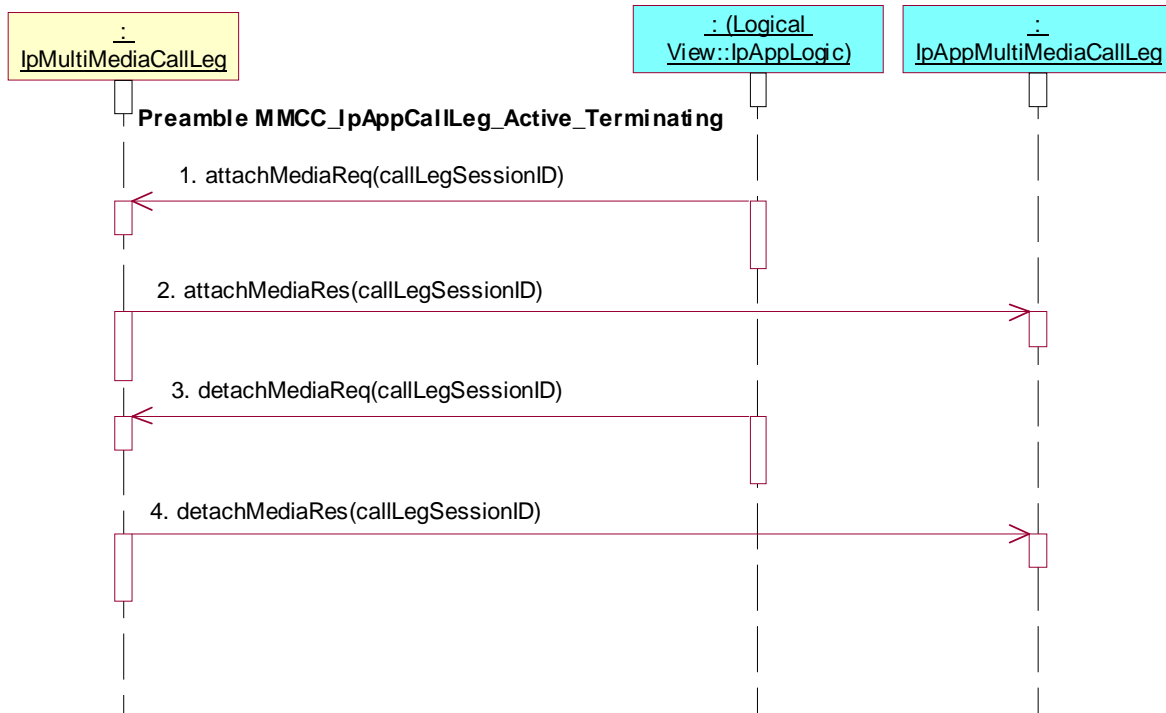 :
IpMultiMediaCallLeg
: (Logical
View::IpAppLogic)
:
IpAppMultiMediaCallLeg
Preamble MMCC_IpAppCallLeg_Active_Terminating
1. attachMediaReq(callLegSessionID)
2. attachMediaRes(callLegSessionID)
3. detachMediaReq(callLegSessionID)
4. detachMediaRes(callLegSessionID)